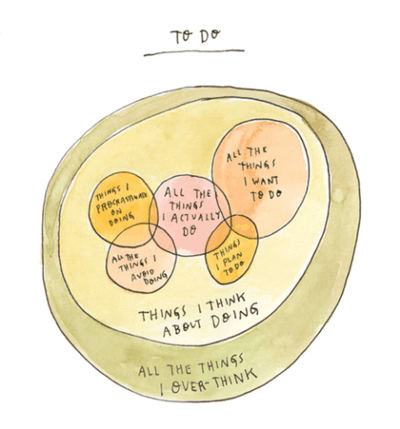 TO DO
ALL THE
THINGS
I WANT
TO DO
THINGS I
PROCRASTINATE
ON
DOING
ALL THE
THINGS
I ACTUALLY
DO
ALL THE
THINGS I
AVOID
DOING
THINGS
I PLAN
TO DO
THINGS I THINK
ABOUT DOING
ALL THE THINGS
I OVER-THINK